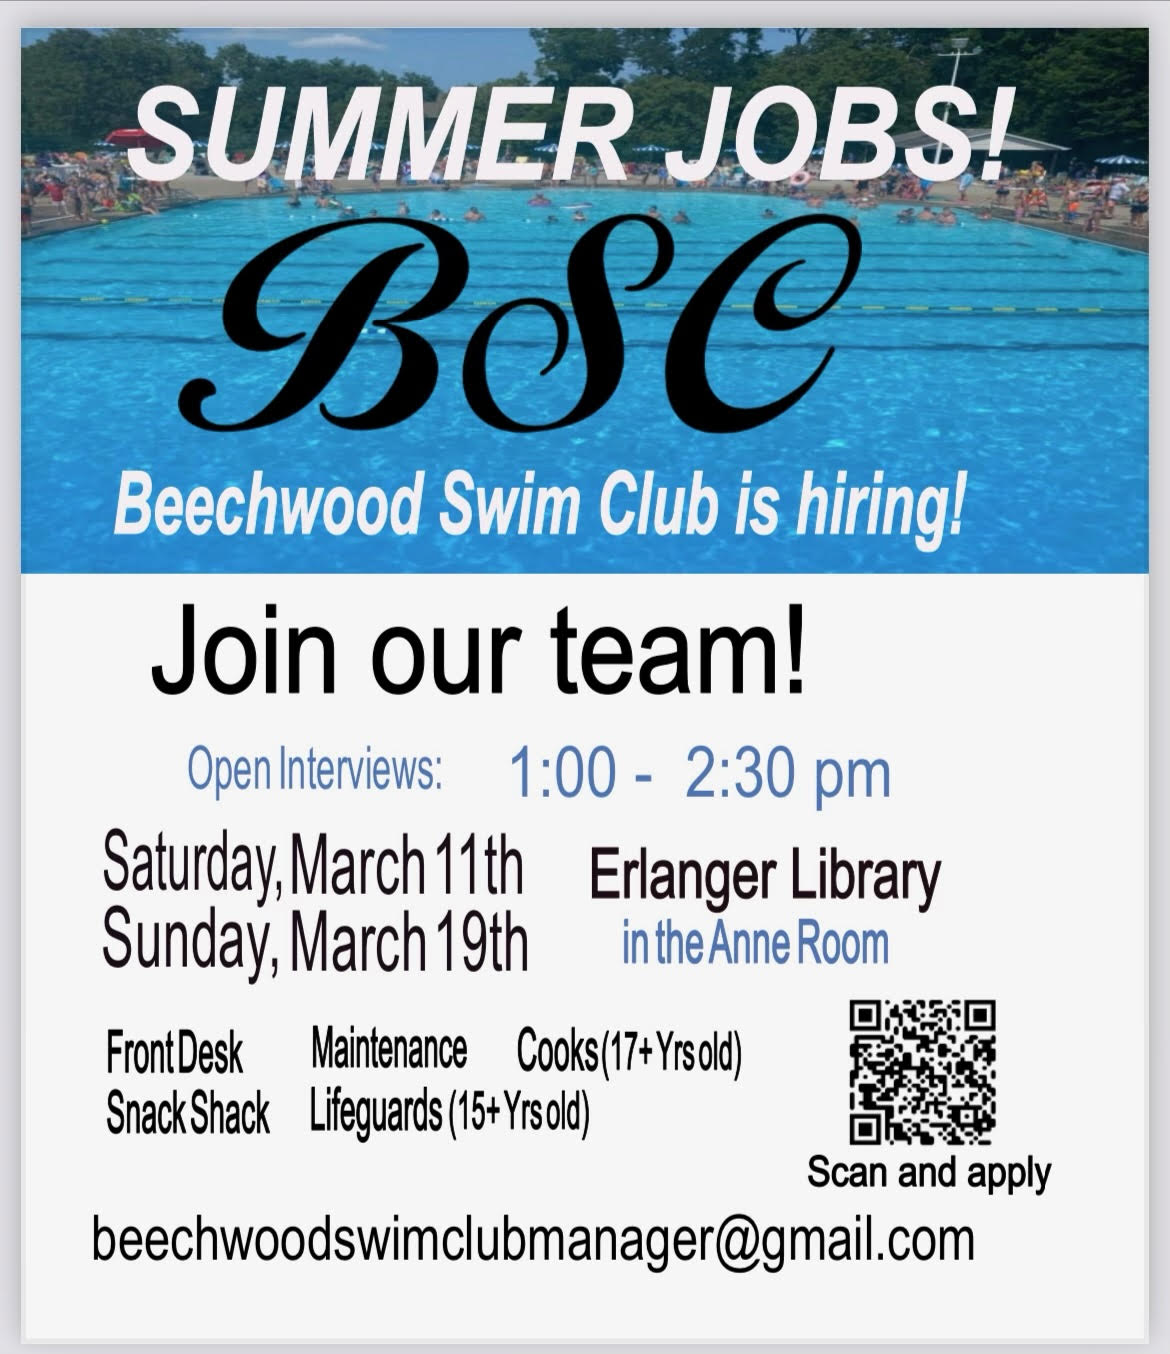 SUMMER JOBS!
BSC
Beechwood Swim Club is hiring!
Join our team!
Open Interviews: 1:00 - 2:30 pm
Saturday, March 11th
Sunday, March 19th
Erlanger Library
in the Anne Room
Front Desk Maintenance Cooks (17+ Yrs old)
Snack Shack Lifeguards (15+ Yrs old)
Scan and apply
beechwoodswimclubmanager@gmail.com